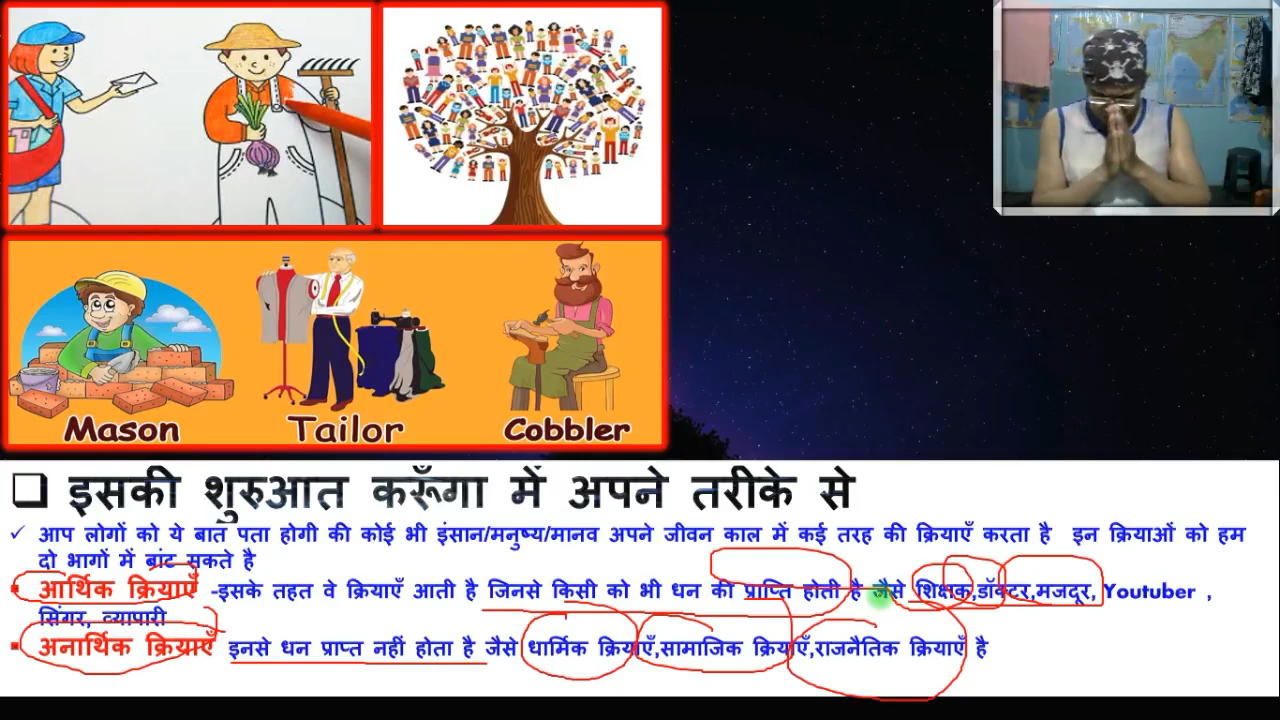 Mason Tailor Cobbler
❑ इसकी शुरुआत करूँगा में अपने तरीके से
✓ आप लोगों को ये बात पता होगी की कोई भी इंसान/मनुष्य/मानव अपने जीवन काल में कई तरह की क्रियाएँ करता है इन क्रियाओं को हम
दो भागों में बांट सकते है
▪ आर्थिक क्रियाएँ -इसके तहत वे क्रियाएँ आती है जिनसे किसी को भी धन की प्राप्ति होती है जैसे शिक्षक,डॉक्टर,मजदूर, Youtuber ,
सिंगर, व्यापारी
▪ अनार्थिक क्रियाएँ इनसे धन प्राप्त नहीं होता है जैसे धार्मिक क्रियाएँ,सामाजिक क्रियाएँ,राजनैतिक क्रियाएँ है